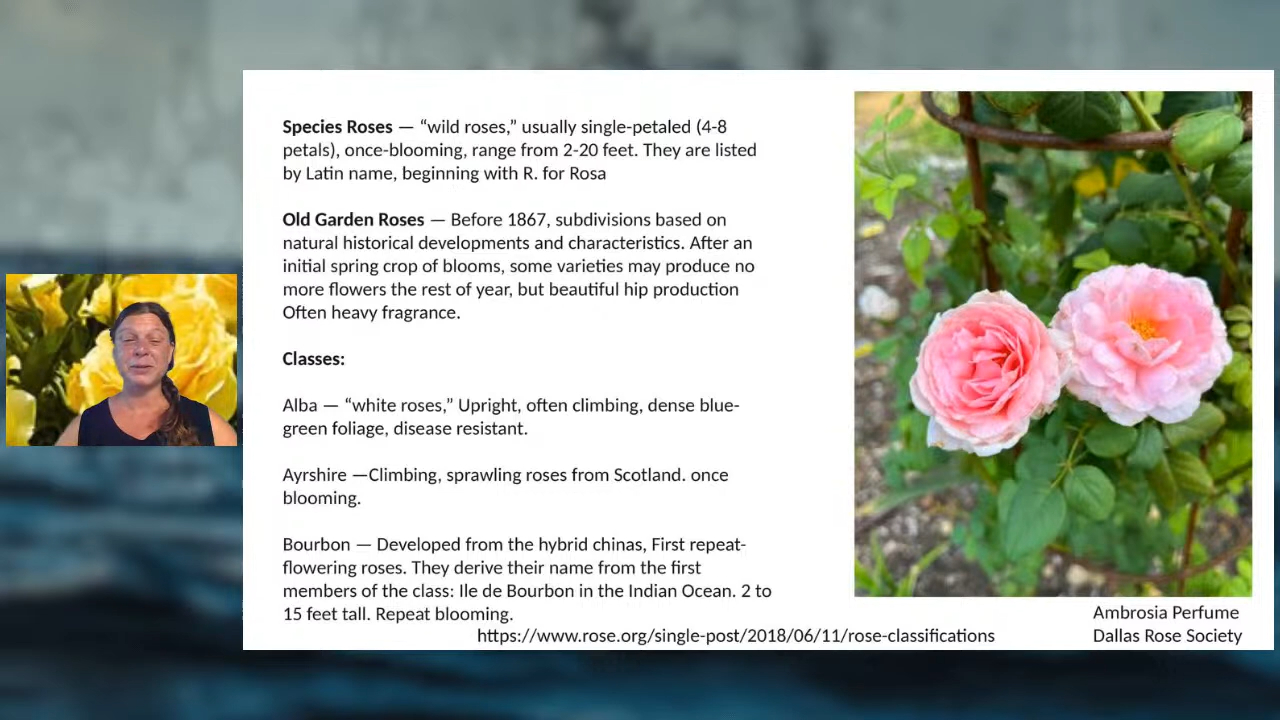 Species Roses — “wild roses,” usually single-petaled (4-8
petals), once-blooming, range from 2-20 feet. They are listed
by Latin name, beginning with R. for Rosa
Old Garden Roses — Before 1867, subdivisions based on
natural historical developments and characteristics. After an
initial spring crop of blooms, some varieties may produce no
more flowers the rest of year, but beautiful hip production
Often heavy fragrance.
Classes:
Alba — “white roses,” Upright, often climbing, dense blue-
green foliage, disease resistant.
Ayrshire —Climbing, sprawling roses from Scotland. once
blooming.
Bourbon — Developed from the hybrid chinas, First repeat-
flowering roses. They derive their name from the first
members of the class: Ile de Bourbon in the Indian Ocean. 2 to
15 feet tall. Repeat blooming.
https://www.rose.org/single-post/2018/06/11/rose-classifications
Ambrosia Perfume
Dallas Rose Society